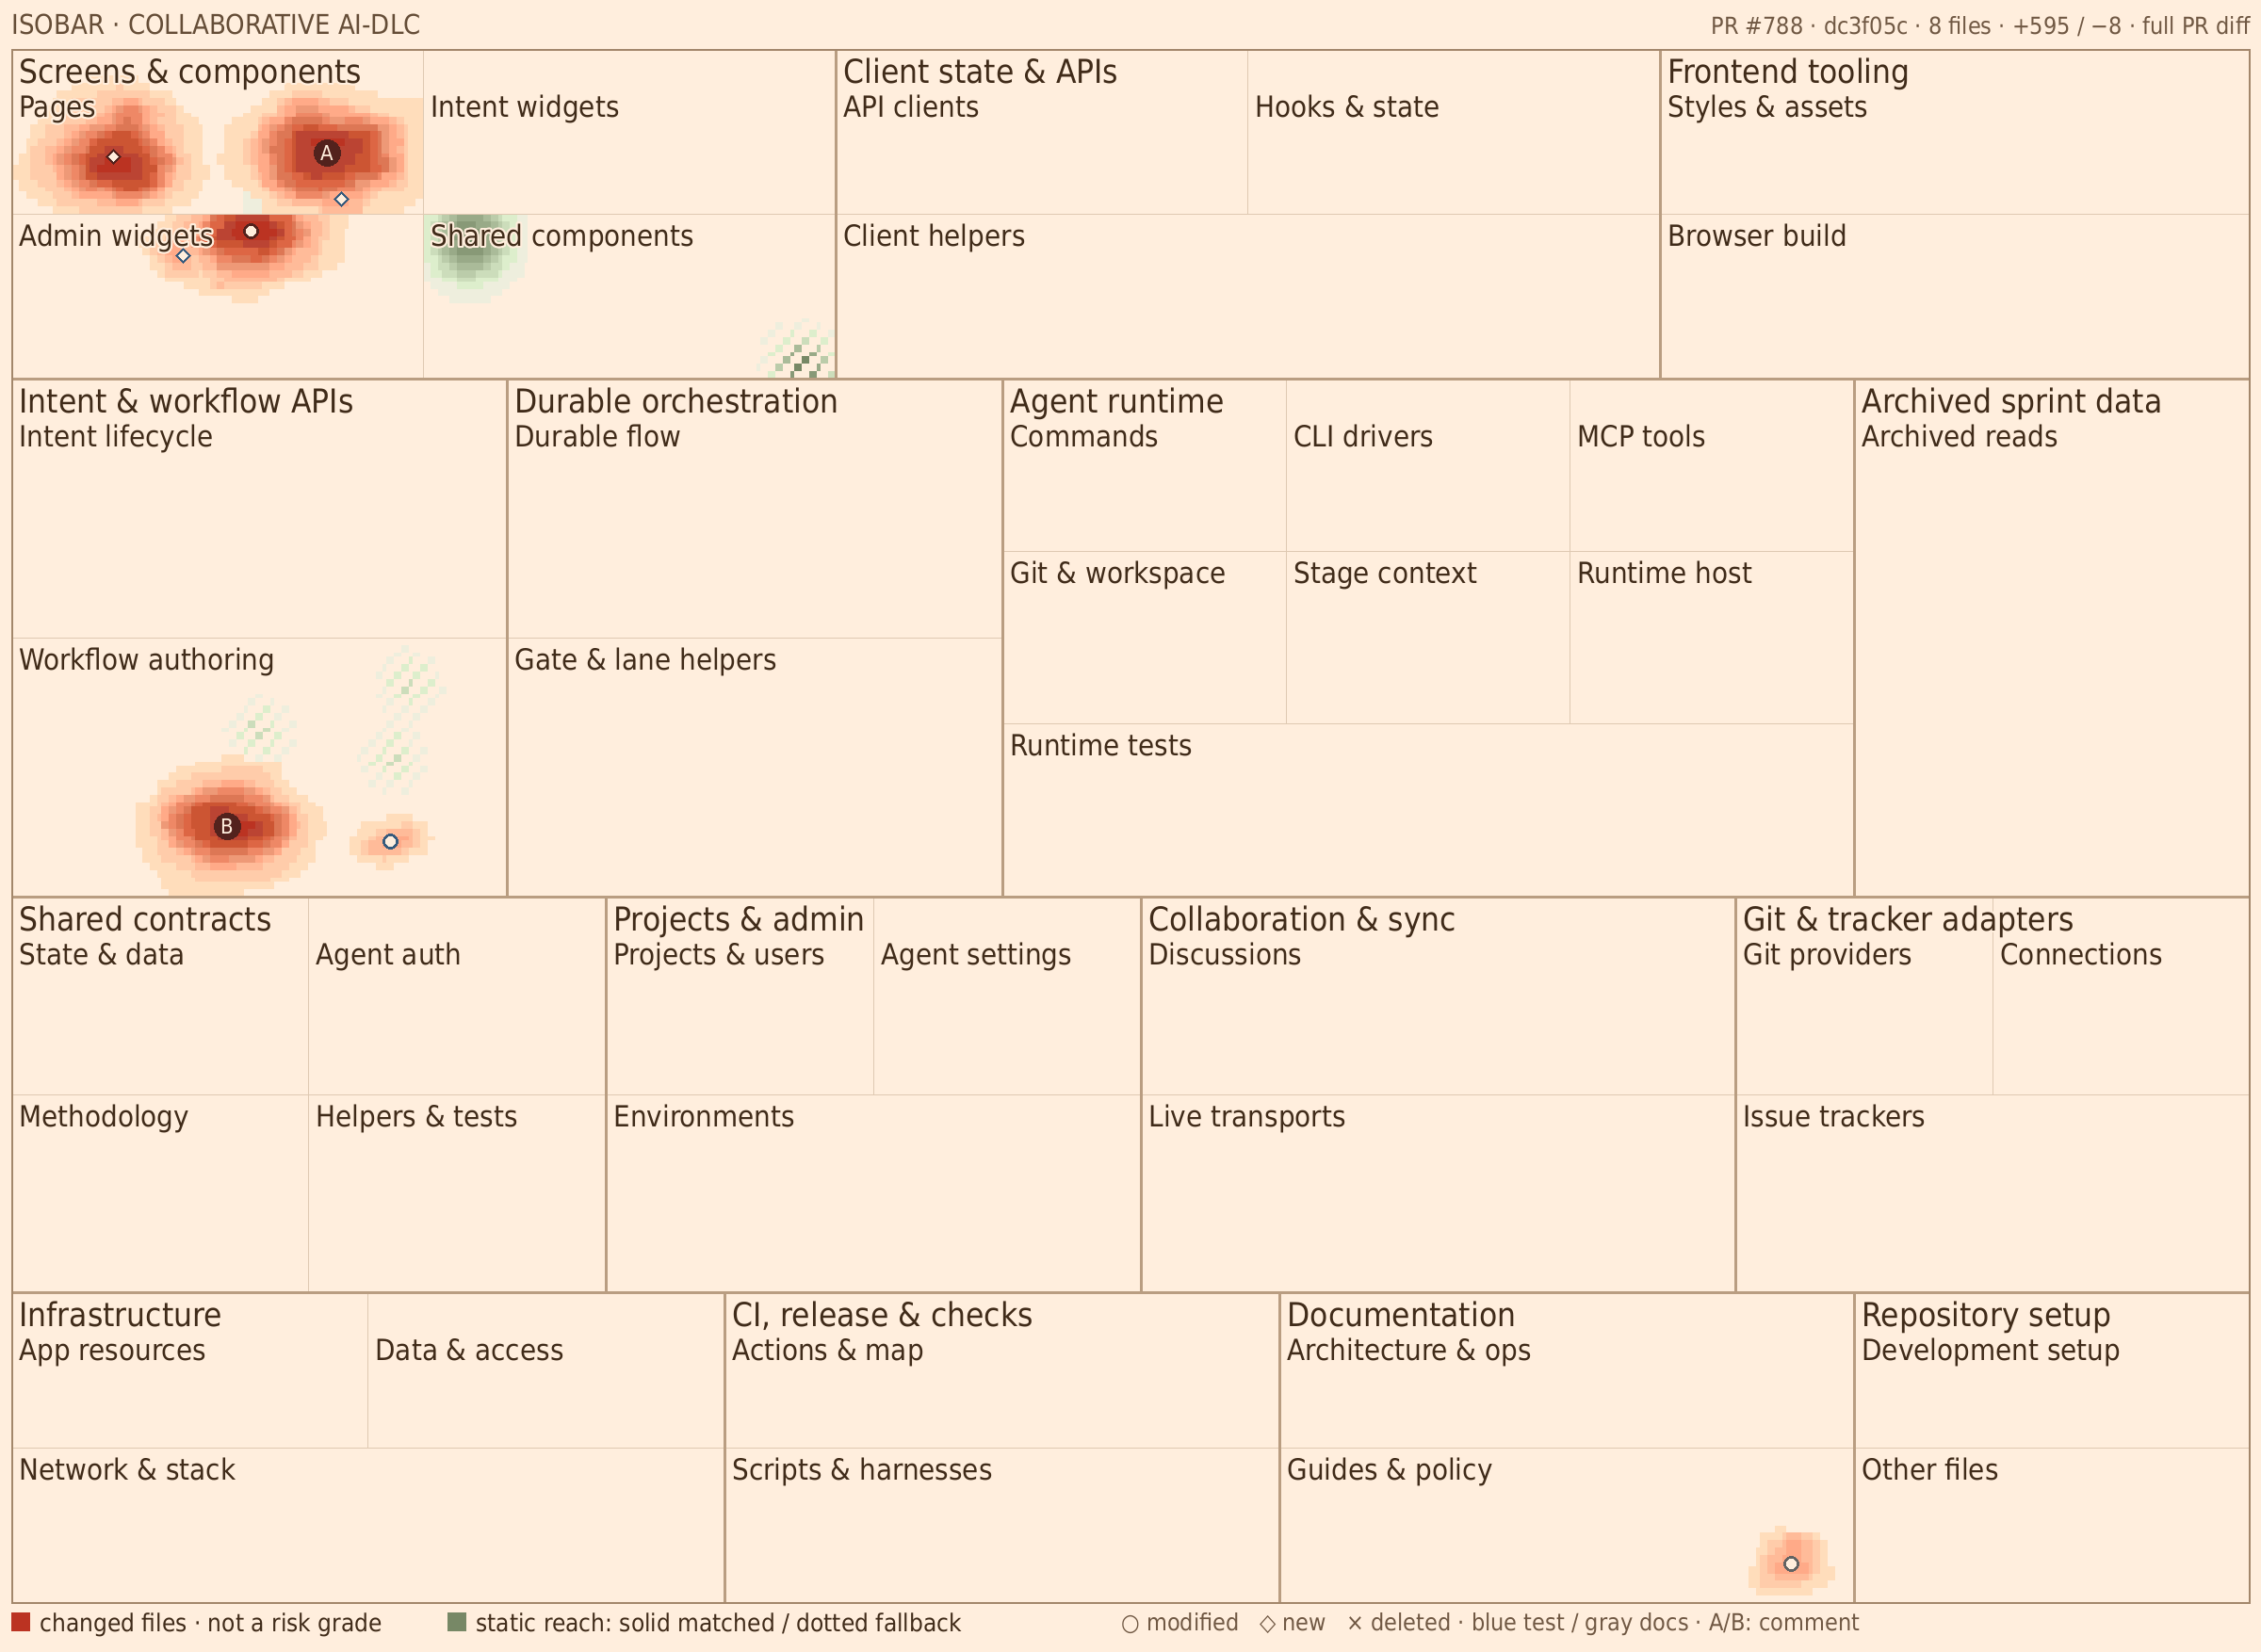 ISOBAR · COLLABORATIVE AI-DLC
PR #788 · dc3f05c · 8 files · +595 / −8 · full PR diff
Screens & components
Pages
A
Intent widgets
Admin widgets
Shared components
Client state & APIs
API clients
Hooks & state
Client helpers
Frontend tooling
Styles & assets
Browser build
Intent & workflow APIs
Intent lifecycle
Workflow authoring
B
Durable orchestration
Durable flow
Gate & lane helpers
Agent runtime
Commands
CLI drivers
MCP tools
Git & workspace
Stage context
Runtime host
Runtime tests
Archived sprint data
Archived reads
Shared contracts
State & data
Agent auth
Methodology
Helpers & tests
Projects & admin
Projects & users
Agent settings
Environments
Collaboration & sync
Discussions
Live transports
Git & tracker adapters
Git providers
Connections
Issue trackers
Infrastructure
App resources
Data & access
Network & stack
CI, release & checks
Actions & map
Scripts & harnesses
Documentation
Architecture & ops
Guides & policy
Repository setup
Development setup
Other files
changed files · not a risk grade
static reach: solid matched / dotted fallback
○ modified ◇ new × deleted · blue test / gray docs · A/B: comment